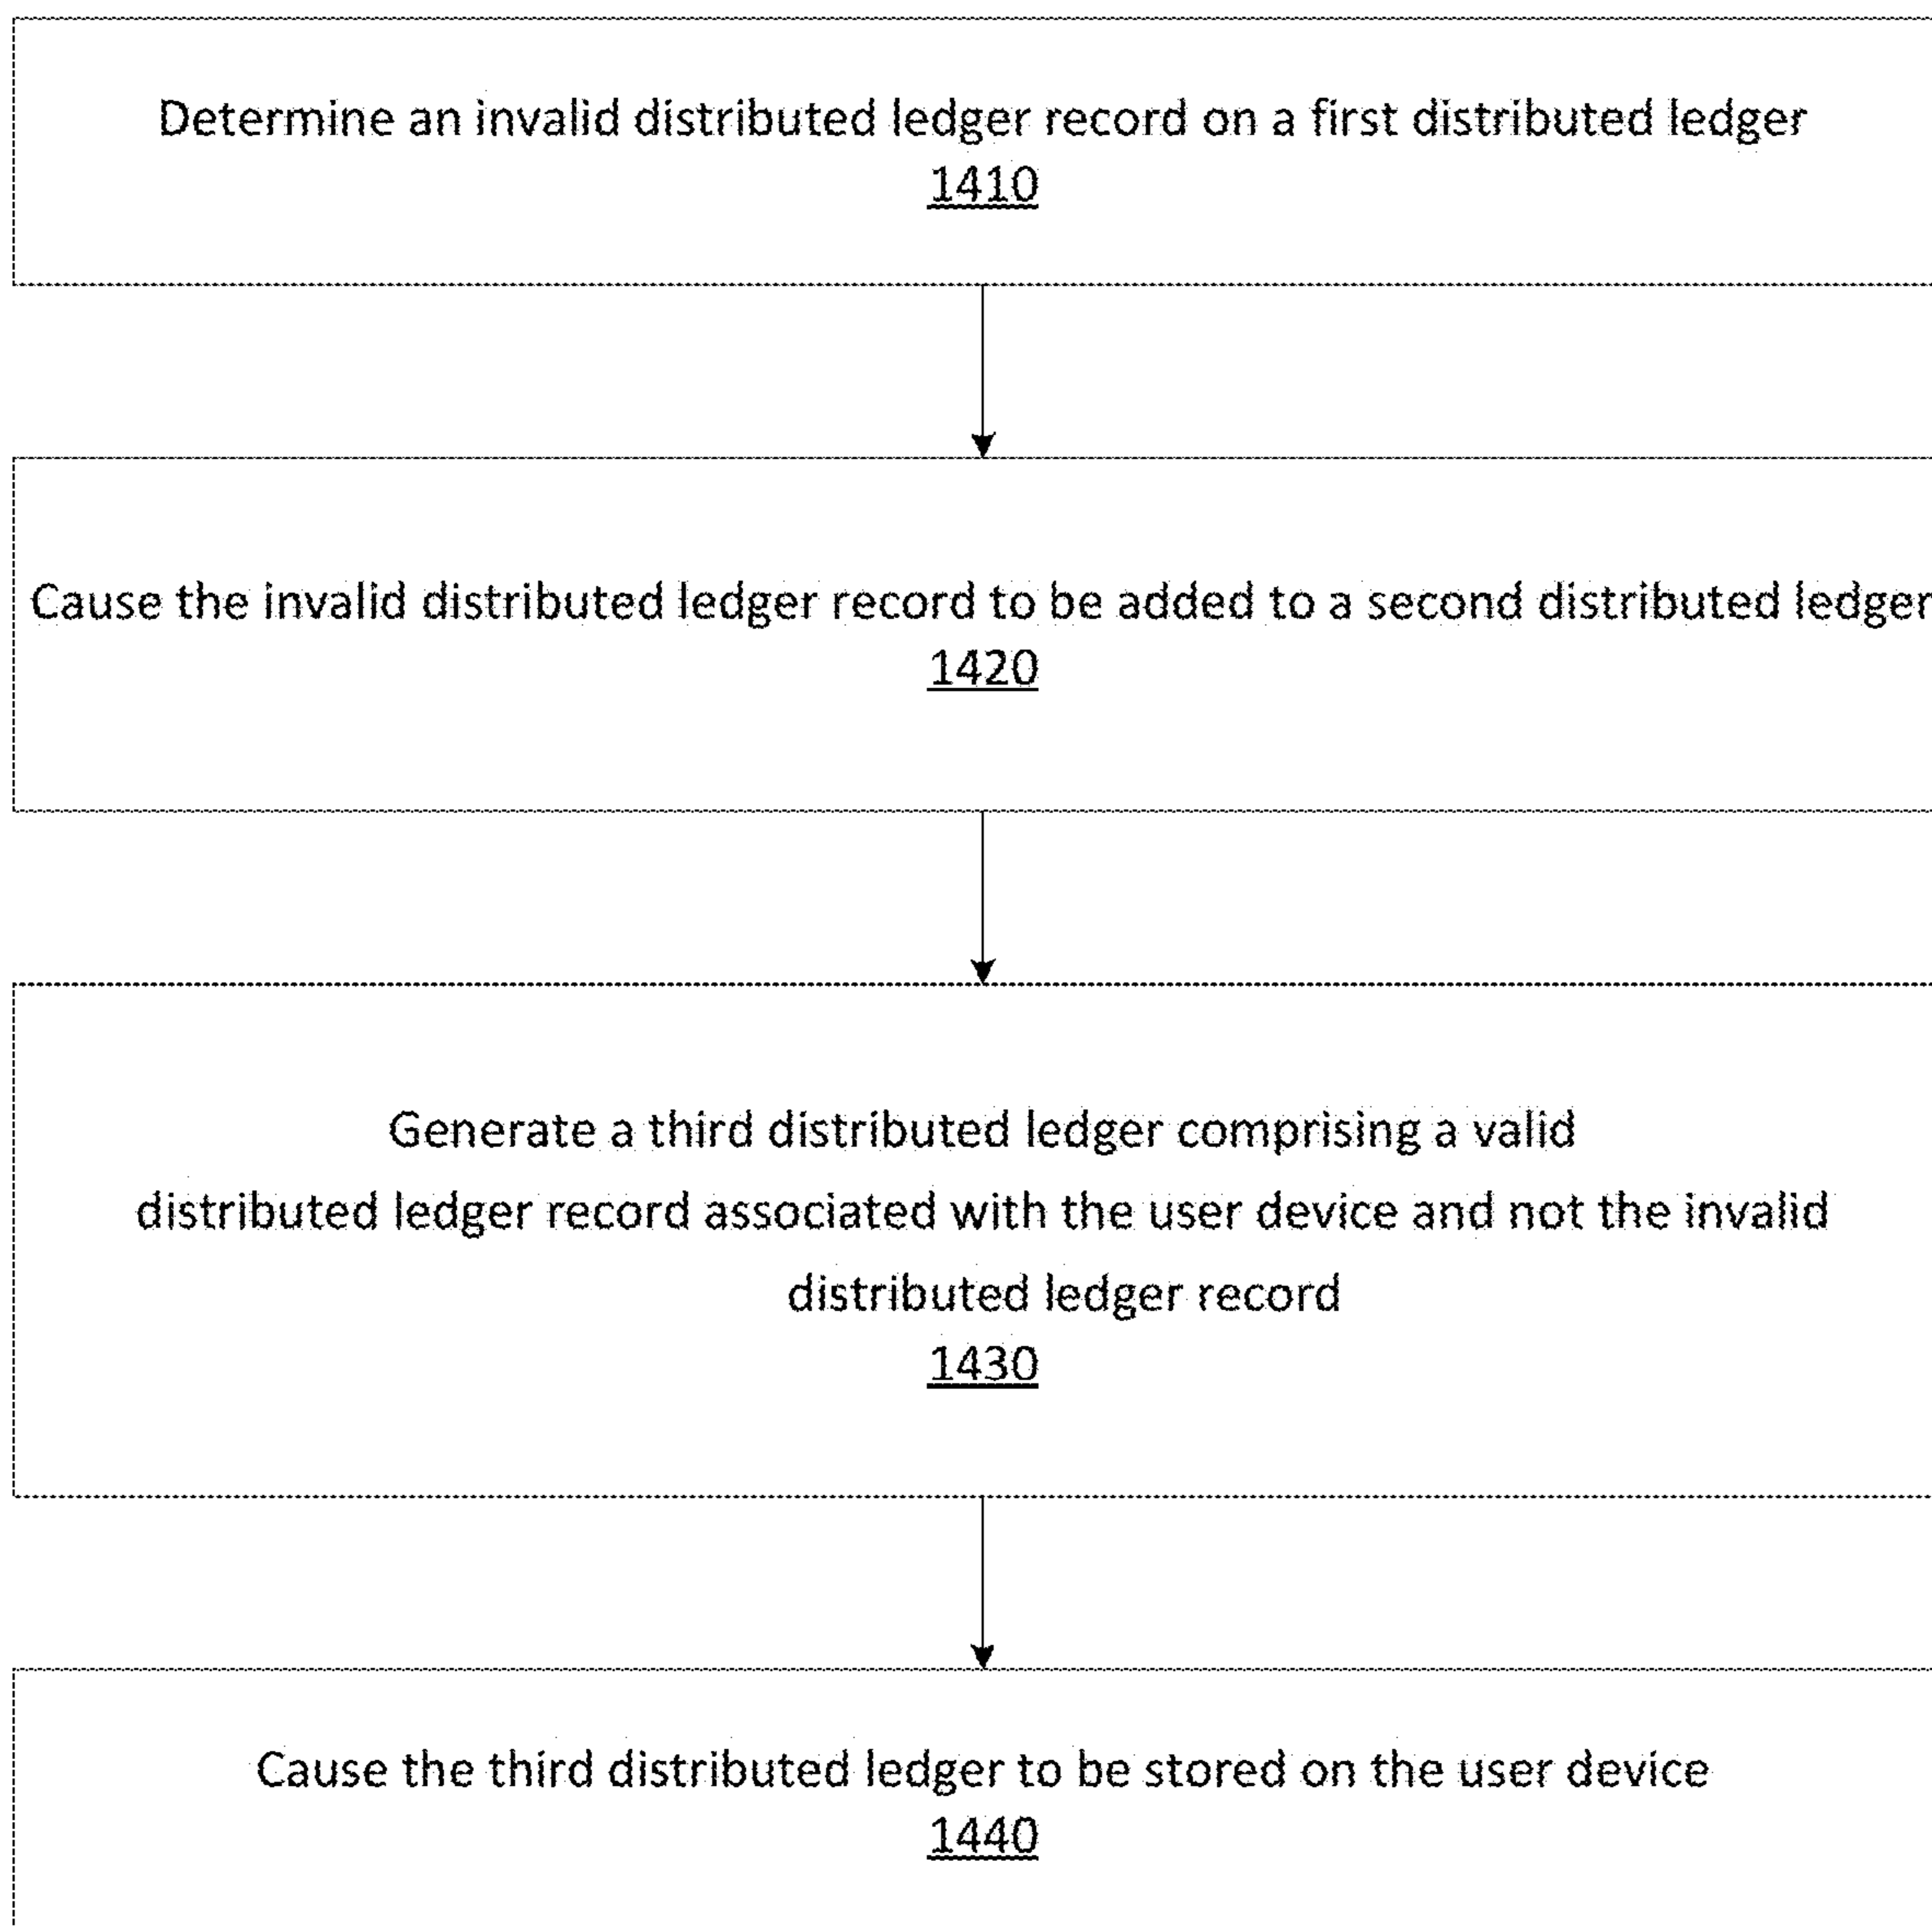 Determine an invalid distributed ledger record on a first distributed ledger
1410
Cause the invalid distributed ledger record to be added to a second distributed ledger
1420
Generate a third distributed ledger comprising a valid
distributed ledger record associated with the user device and not the invalid
distributed ledger record
1430
Cause the third distributed ledger to be stored on the user device
1440